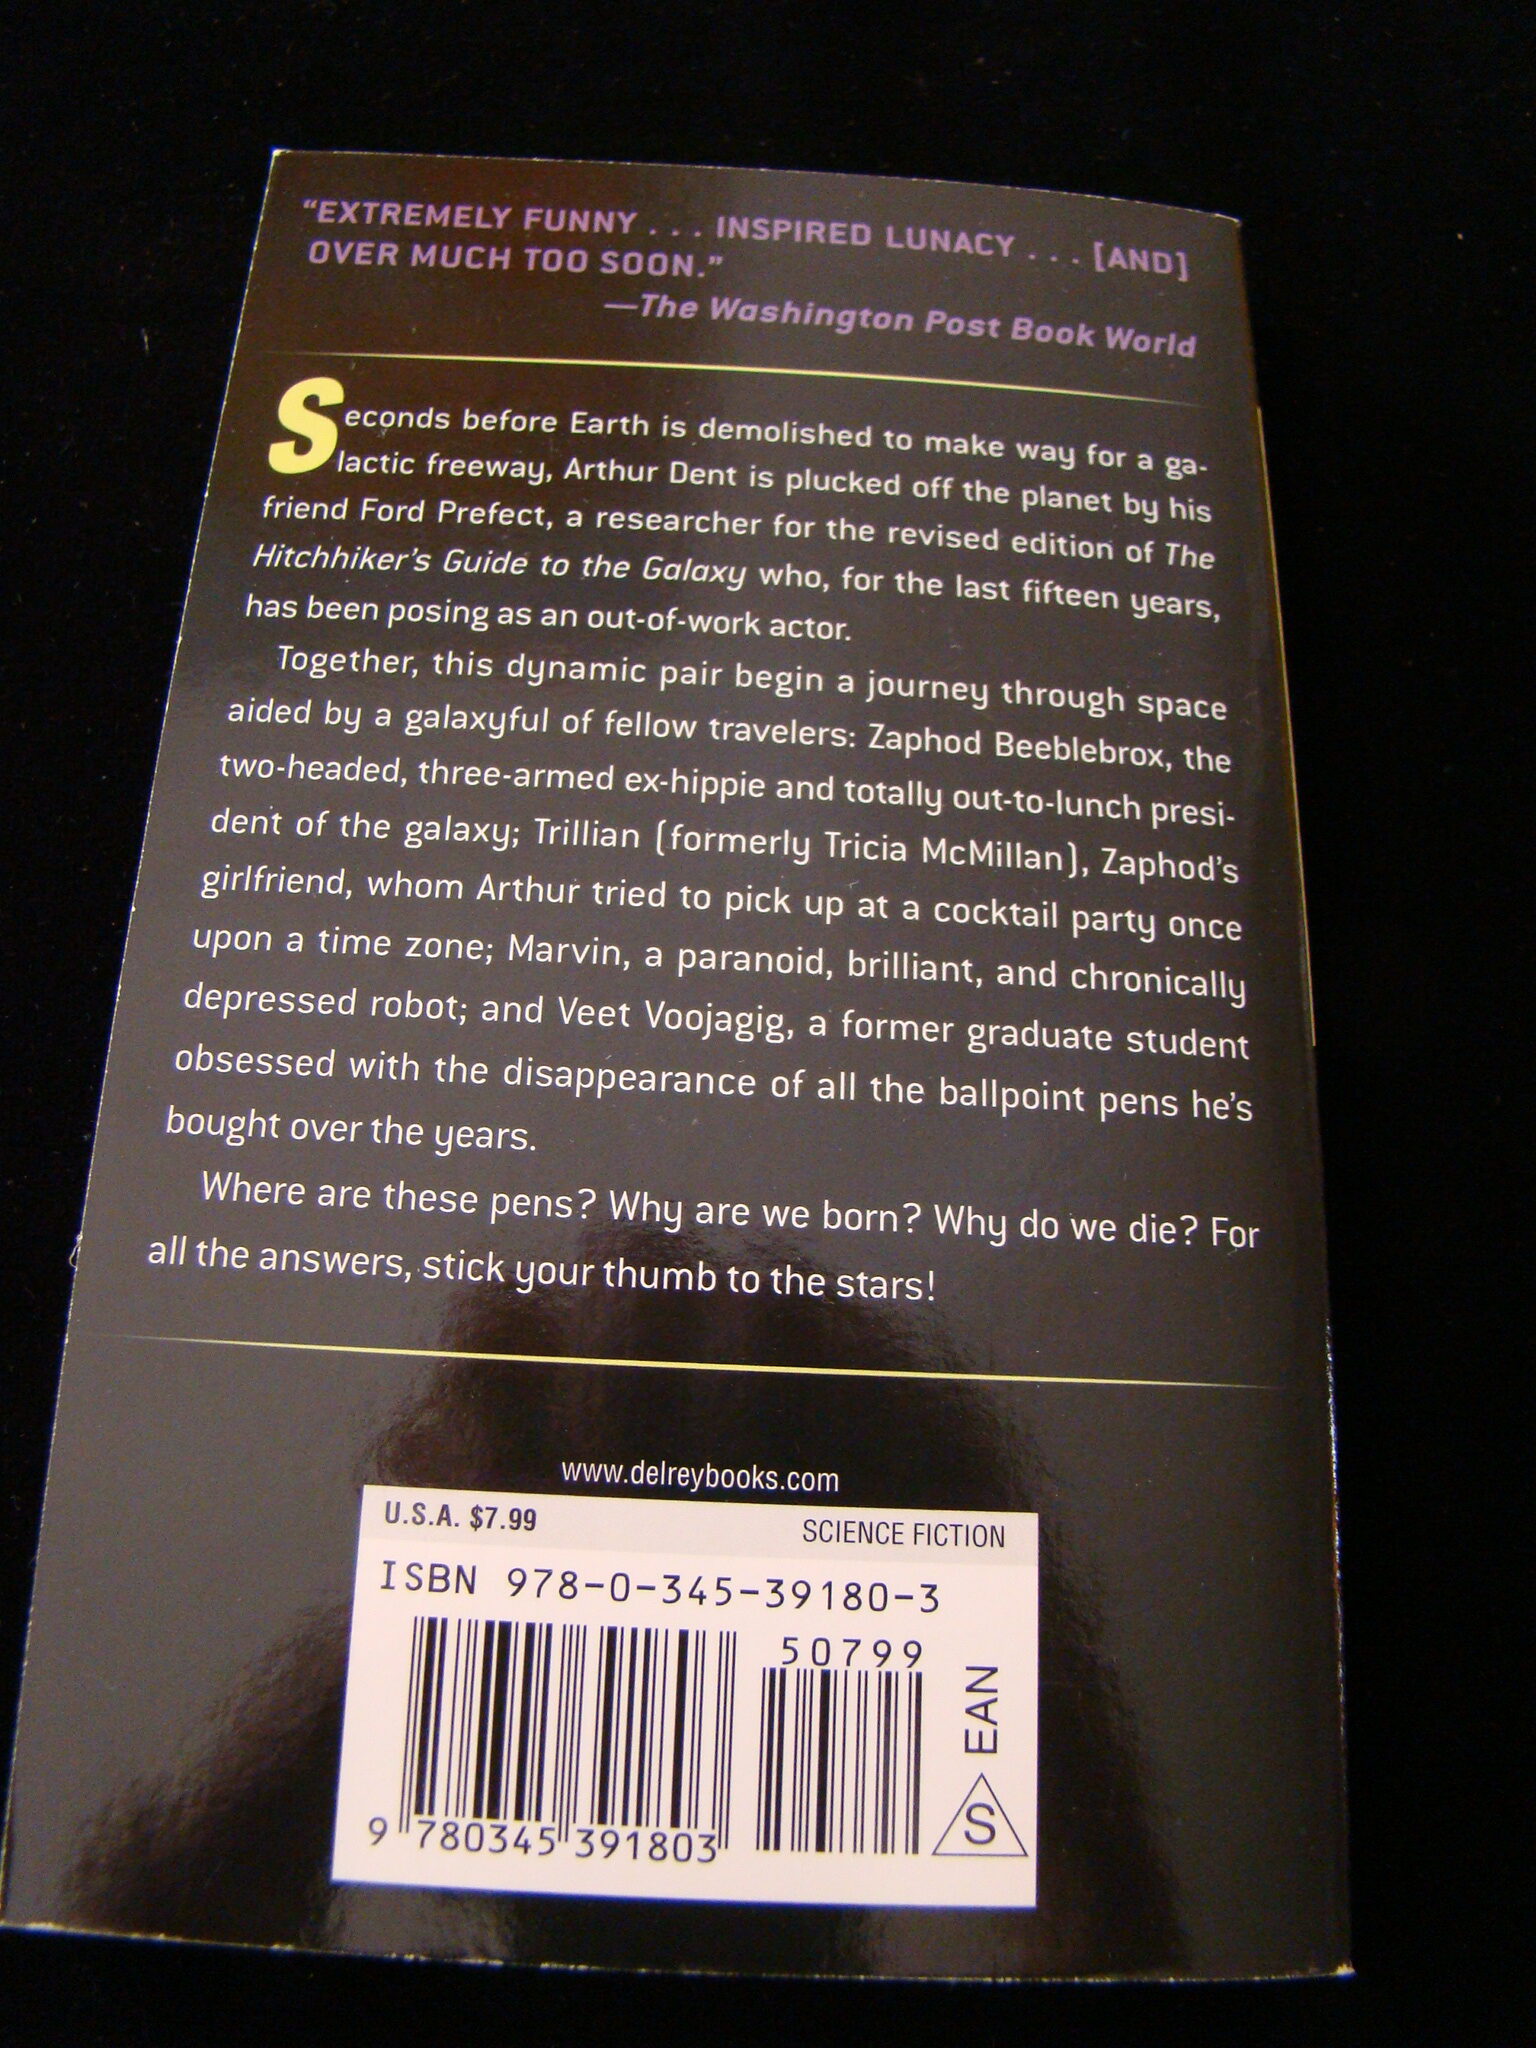 “EXTREMELY FUNNY . . . INSPIRED LUNACY . . . [AND]
OVER MUCH TOO SOON.”
—The Washington Post Book World
Seconds before Earth is demolished to make way for a ga-
lactic freeway, Arthur Dent is plucked off the planet by his
friend Ford Prefect, a researcher for the revised edition of The
Hitchhiker’s Guide to the Galaxy who, for the last fifteen years,
has been posing as an out-of-work actor.
Together, this dynamic pair begin a journey through space
aided by a galaxyful of fellow travelers: Zaphod Beeblebrox, the
two-headed, three-armed ex-hippie and totally out-to-lunch presi-
dent of the galaxy; Trillian (formerly Tricia McMillan), Zaphod’s
girlfriend, whom Arthur tried to pick up at a cocktail party once
upon a time zone; Marvin, a paranoid, brilliant, and chronically
depressed robot; and Veet Voojagig, a former graduate student
obsessed with the disappearance of all the ballpoint pens he’s
bought over the years.
Where are these pens? Why are we born? Why do we die? For
all the answers, stick your thumb to the stars!
www.delreybooks.com
U.S.A. $7.99 SCIENCE FICTION
ISBN 978-0-345-39180-3
50799
9 780345 391803
EAN
S